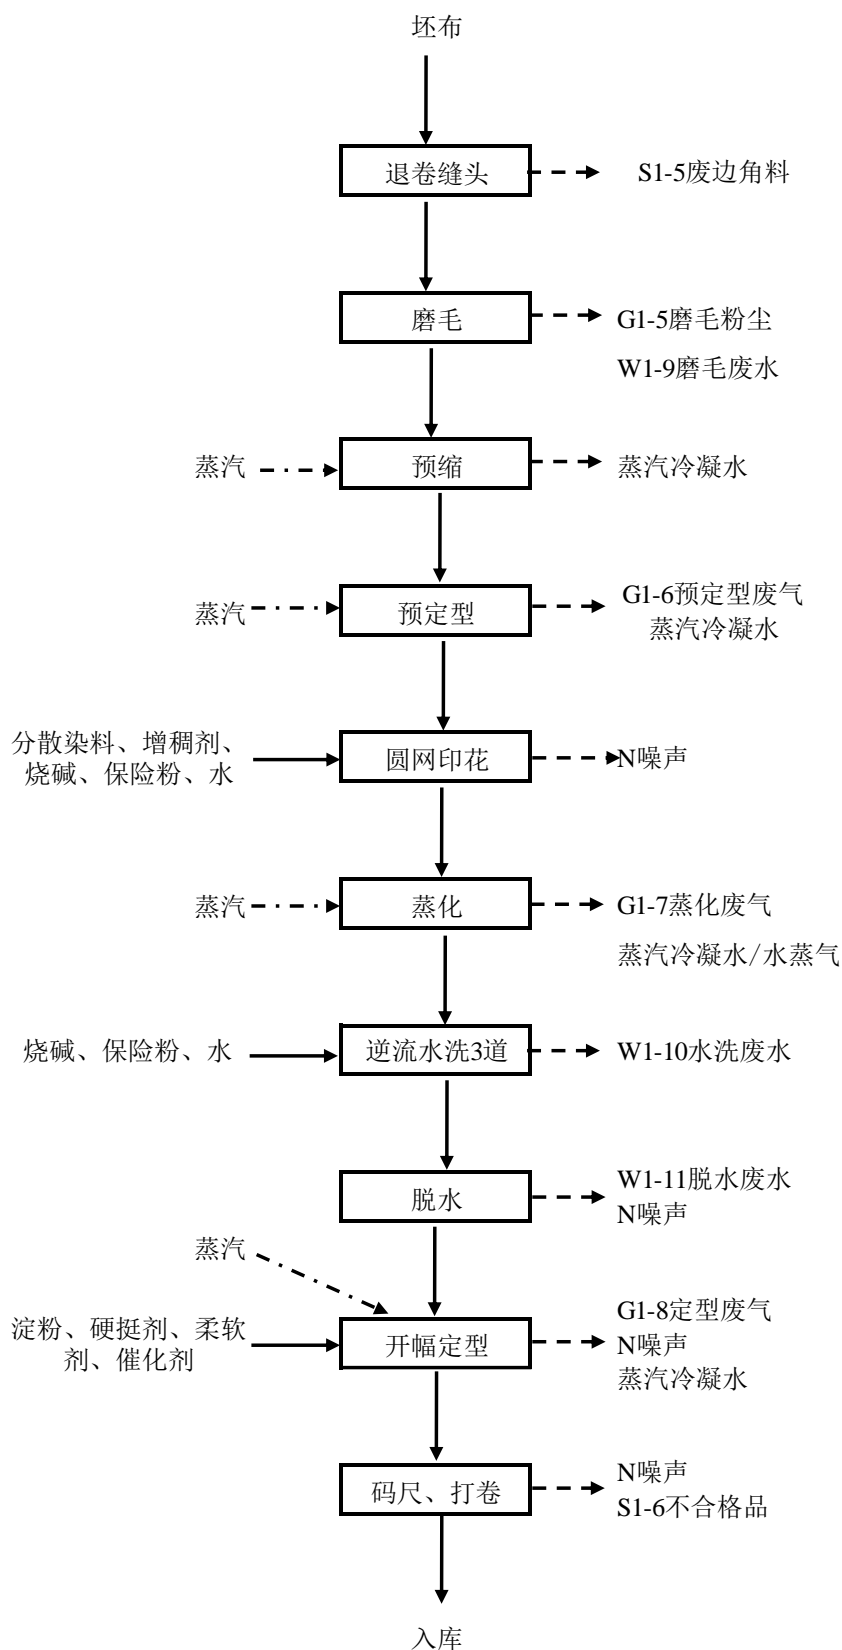 坯布
退卷缝头
S1-5废边角料
磨毛
G1-5磨毛粉尘
W1-9磨毛废水
蒸汽
预缩
蒸汽冷凝水
蒸汽
预定型
G1-6预定型废气
蒸汽冷凝水
分散染料、增稠剂、
烧碱、保险粉、水
圆网印花
N噪声
蒸汽
蒸化
G1-7蒸化废气
蒸汽冷凝水/水蒸气
烧碱、保险粉、水
逆流水洗3道
W1-10水洗废水
脱水
W1-11脱水废水
N噪声
蒸汽
淀粉、硬挺剂、柔软
剂、催化剂
开幅定型
G1-8定型废气
N噪声
蒸汽冷凝水
码尺、打卷
N噪声
S1-6不合格品
入库